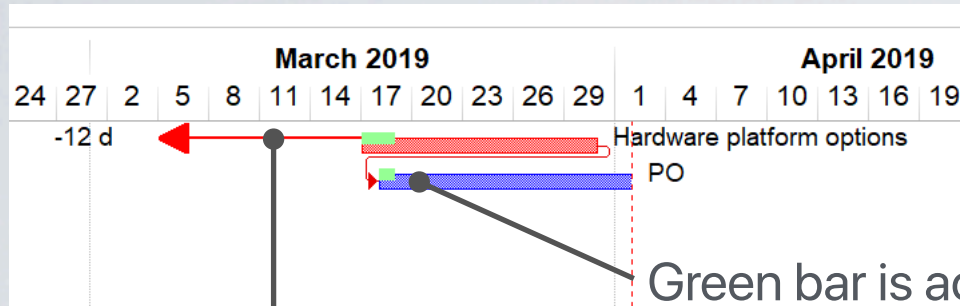 March 2019 April 2019
24 27 2 5 8 11 14 17 20 23 26 29 1 4 7 10 13 16 19
-12 d Hardware platform options
PO
Green bar is